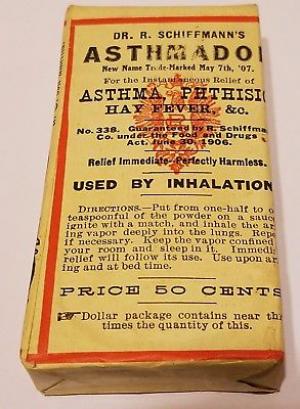 DR. R. SCHIFFMANN'S
ASTHMADO
New Name Trade-Marked May 7th, '07.
For the Instantaneous Relief of
ASTHMA, PHTHISIC
HAY FEVER, &c.
No. 338. Guaranteed by R. Schiffma
Co. under the Food and Drugs
Act. June 30, 1906.
Relief Immediate—Perfectly Harmless.
USED BY INHALATION
DIRECTIONS.—Put from one-half to o
teaspoonful of the powder on a sauc
ignite with a match, and inhale the ar
ing vapor deeply into the lungs. Repe
if necessary. Keep the vapor confined
your room and sleep in it. Immedi
relief will follow its use. Use upon ar
ing and at bed time.
PRICE 50 CENTS
☞ Dollar package contains near th
times the quantity of this.